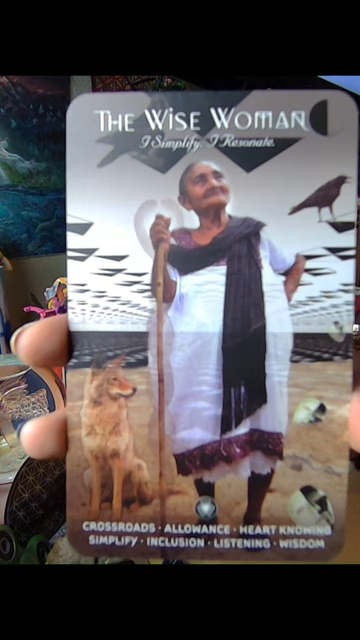 THE WISE WOMAN
I Simplify. I Resonate.
CROSSROADS · ALLOWANCE · HEART KNOWING
SIMPLIFY · INCLUSION · LISTENING · WISDOM